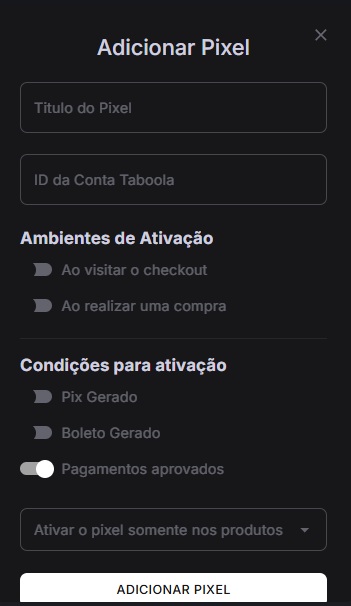 Adicionar Pixel
Título do Pixel
ID da Conta Taboola
Ambientes de Ativação
Ao visitar o checkout
Ao realizar uma compra
Condições para ativação
Pix Gerado
Boleto Gerado
Pagamentos aprovados
Ativar o pixel somente nos produtos
ADICIONAR PIXEL